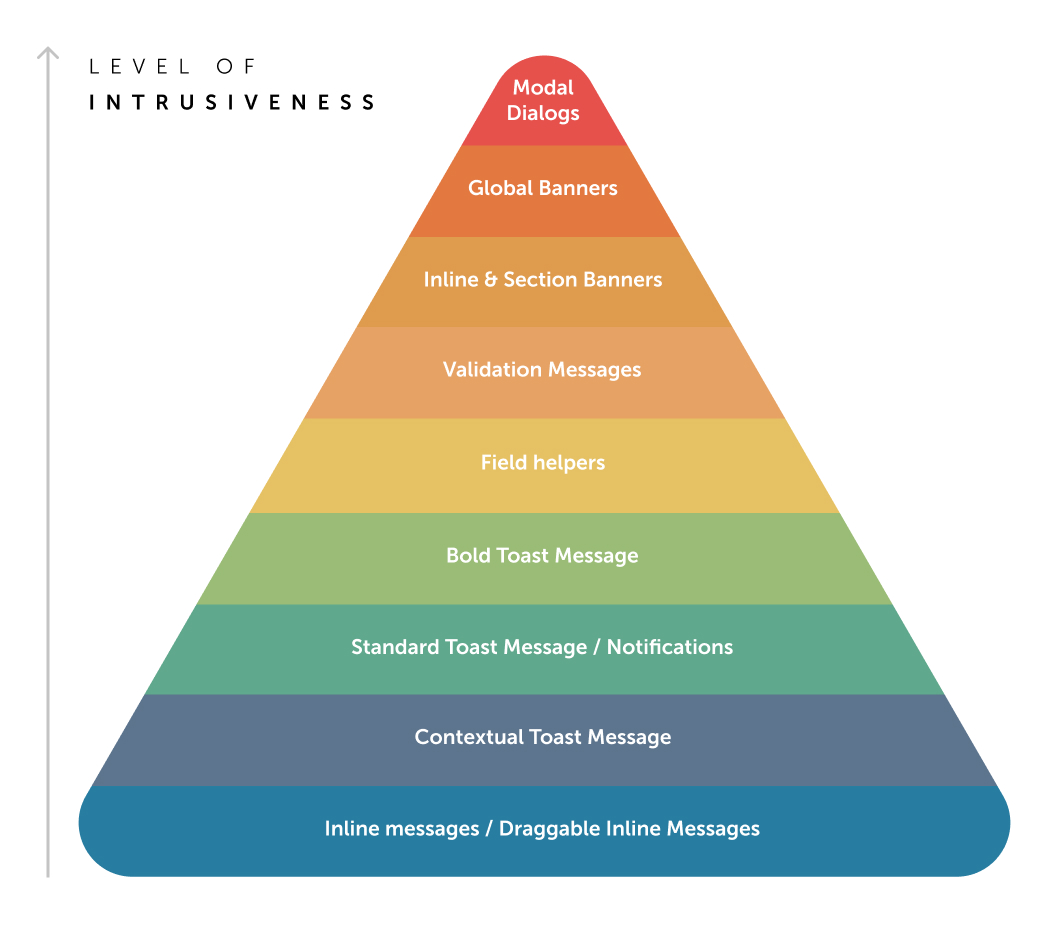 LEVEL OF
INTRUSIVENESS
Modal
Dialogs
Global Banners
Inline & Section Banners
Validation Messages
Field helpers
Bold Toast Message
Standard Toast Message / Notifications
Contextual Toast Message
Inline messages / Draggable Inline Messages